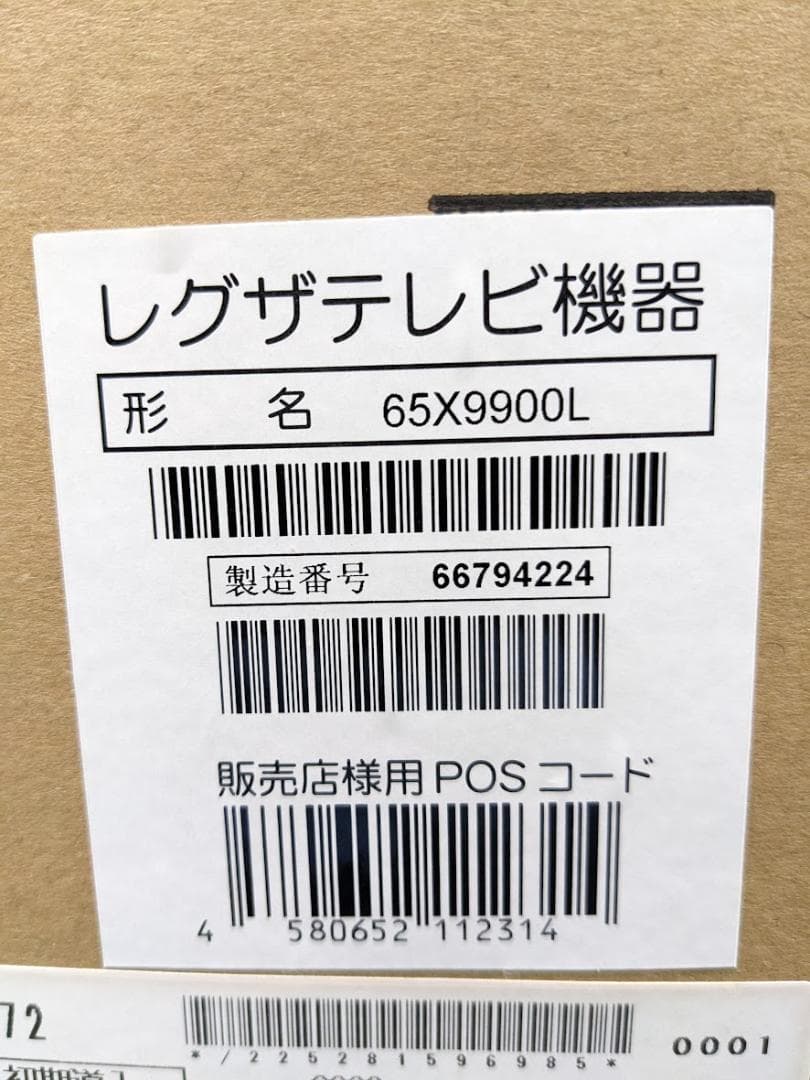 レグザテレビ機器
形 名 65X9900L
製造番号 66794224
販売店様用POSコード
4 580652 112314
72
*/225281596985*
0001